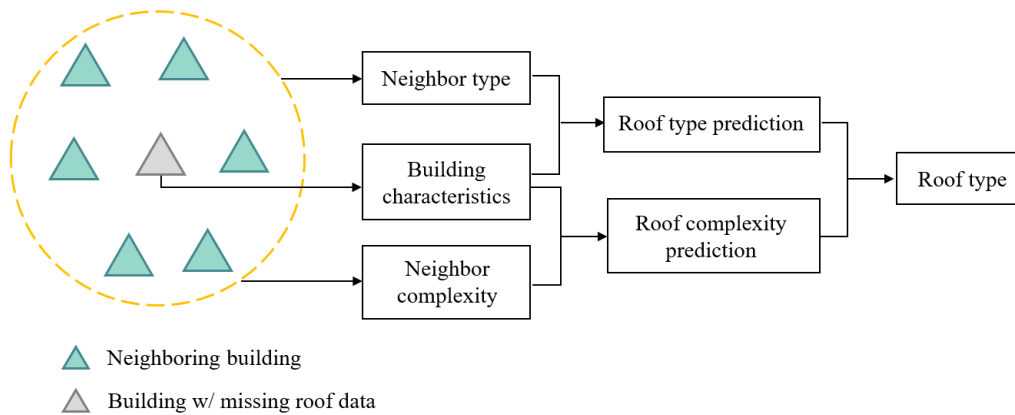 Neighbor type
Roof type prediction
Building
characteristics
Roof type
Roof complexity
prediction
Neighbor
complexity
Neighboring building
Building w/ missing roof data